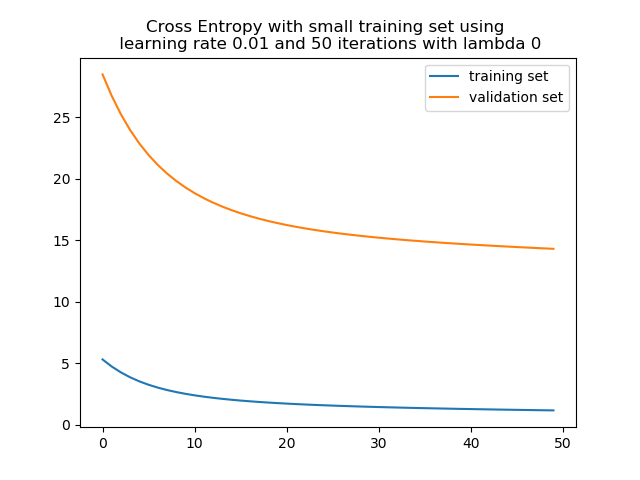 Cross Entropy with small training set using
learning rate 0.01 and 50 iterations with lambda 0
training set
validation set
25
20
15
10
5
0
0 10 20 30 40 50